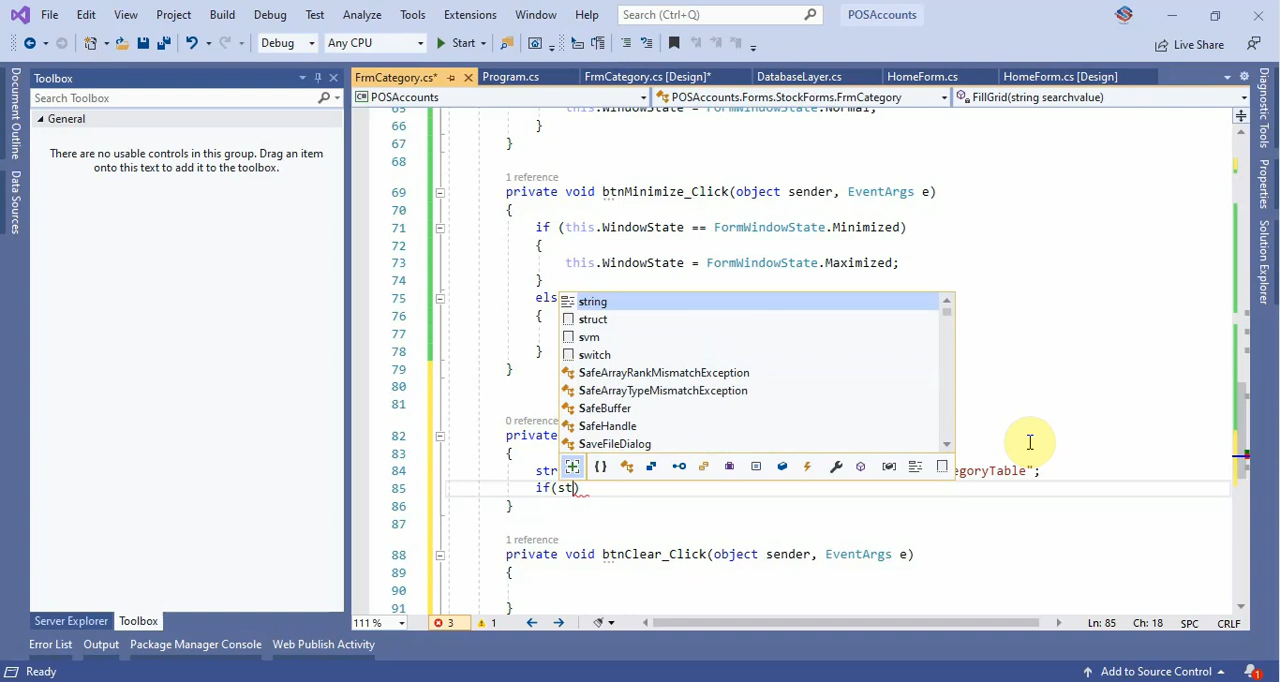 File Edit View Project Build Debug Test Analyze Tools Extensions Window Help Search (Ctrl+Q) POSAccounts
Debug Any CPU Start Live Share
Toolbox
Search Toolbox
General
There are no usable controls in this group. Drag an item
onto this text to add it to the toolbox.
Document Outline
Data Sources
FrmCategory.cs* Program.cs FrmCategory.cs [Design]* DatabaseLayer.cs HomeForm.cs HomeForm.cs [Design]
POSAccounts POSAccounts.Forms.StockForms.FrmCategory FillGrid(string searchvalue)
65 this.WindowState = FormWindowState.Normal;
66 }
67 }
68
1 reference
69 private void btnMinimize_Click(object sender, EventArgs e)
70 {
71 if (this.WindowState == FormWindowState.Minimized)
72 {
73 this.WindowState = FormWindowState.Maximized;
74 }
75 els
76 {
77
78 }
79 }
80
81
0 reference
82 private
83 {
84 str egoryTable";
85 if(st)
86 }
87
1 reference
88 private void btnClear_Click(object sender, EventArgs e)
89 {
90
91 }
string
struct
svm
switch
SafeArrayRankMismatchException
SafeArrayTypeMismatchException
SafeBuffer
SafeHandle
SaveFileDialog
Diagnostic Tools
Properties
Solution Explorer
Server Explorer Toolbox
111 % 3 1 Ln: 85 Ch: 18 SPC CRLF
Error List Output Package Manager Console Web Publish Activity
Ready Add to Source Control 1